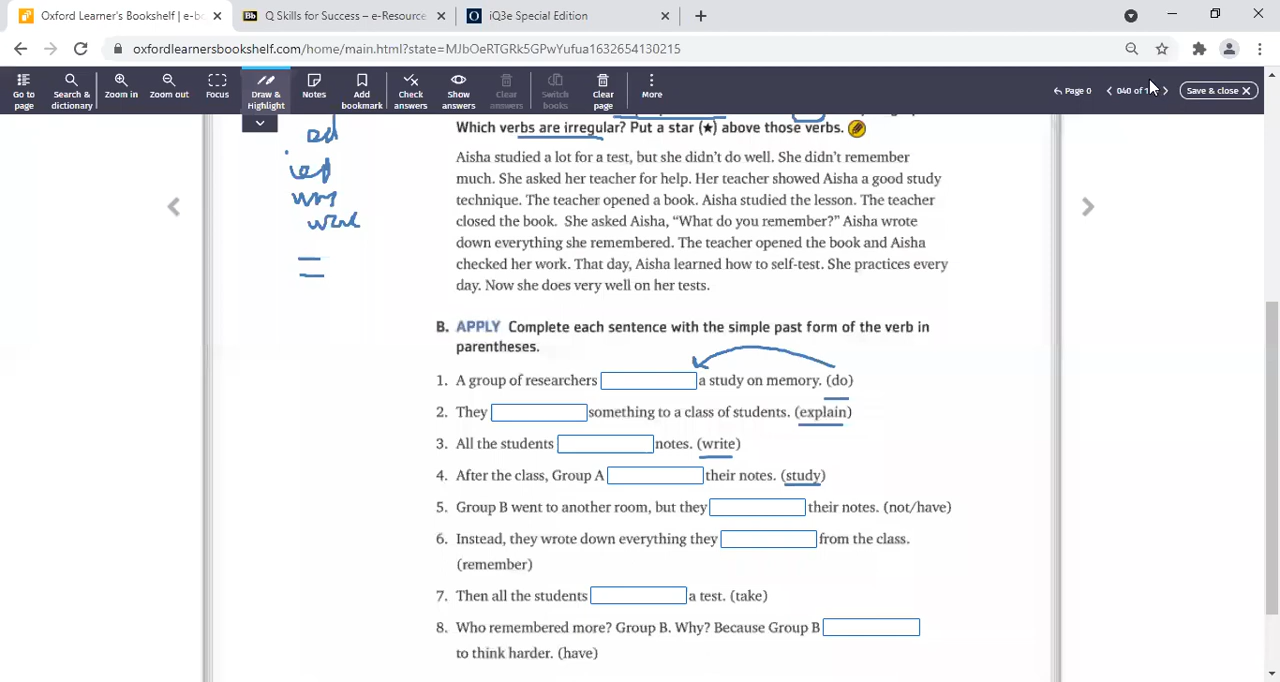 Oxford Learner's Bookshelf | e-b
Q Skills for Success – e-Resource
iQ3e Special Edition
oxfordlearnersbookshelf.com/home/main.html?state=MJbOeRTGRk5GPwYufua1632654130215
Go to page
Search & dictionary
Zoom in
Zoom out
Focus
Draw & Highlight
Notes
Add bookmark
Check answers
Show answers
Clear answers
Switch books
Clear page
More
Page 0
040 of 1
Save & close
ed
Which verbs are irregular? Put a star (★) above those verbs.
Aisha studied a lot for a test, but she didn't do well. She didn't remember
much. She asked her teacher for help. Her teacher showed Aisha a good study
technique. The teacher opened a book. Aisha studied the lesson. The teacher
closed the book. She asked Aisha, “What do you remember?” Aisha wrote
down everything she remembered. The teacher opened the book and Aisha
checked her work. That day, Aisha learned how to self-test. She practices every
day. Now she does very well on her tests.
B. APPLY Complete each sentence with the simple past form of the verb in
parentheses.
1. A group of researchers a study on memory. (do)
2. They something to a class of students. (explain)
3. All the students notes. (write)
4. After the class, Group A their notes. (study)
5. Group B went to another room, but they their notes. (not/have)
6. Instead, they wrote down everything they from the class.
(remember)
7. Then all the students a test. (take)
8. Who remembered more? Group B. Why? Because Group B
to think harder. (have)